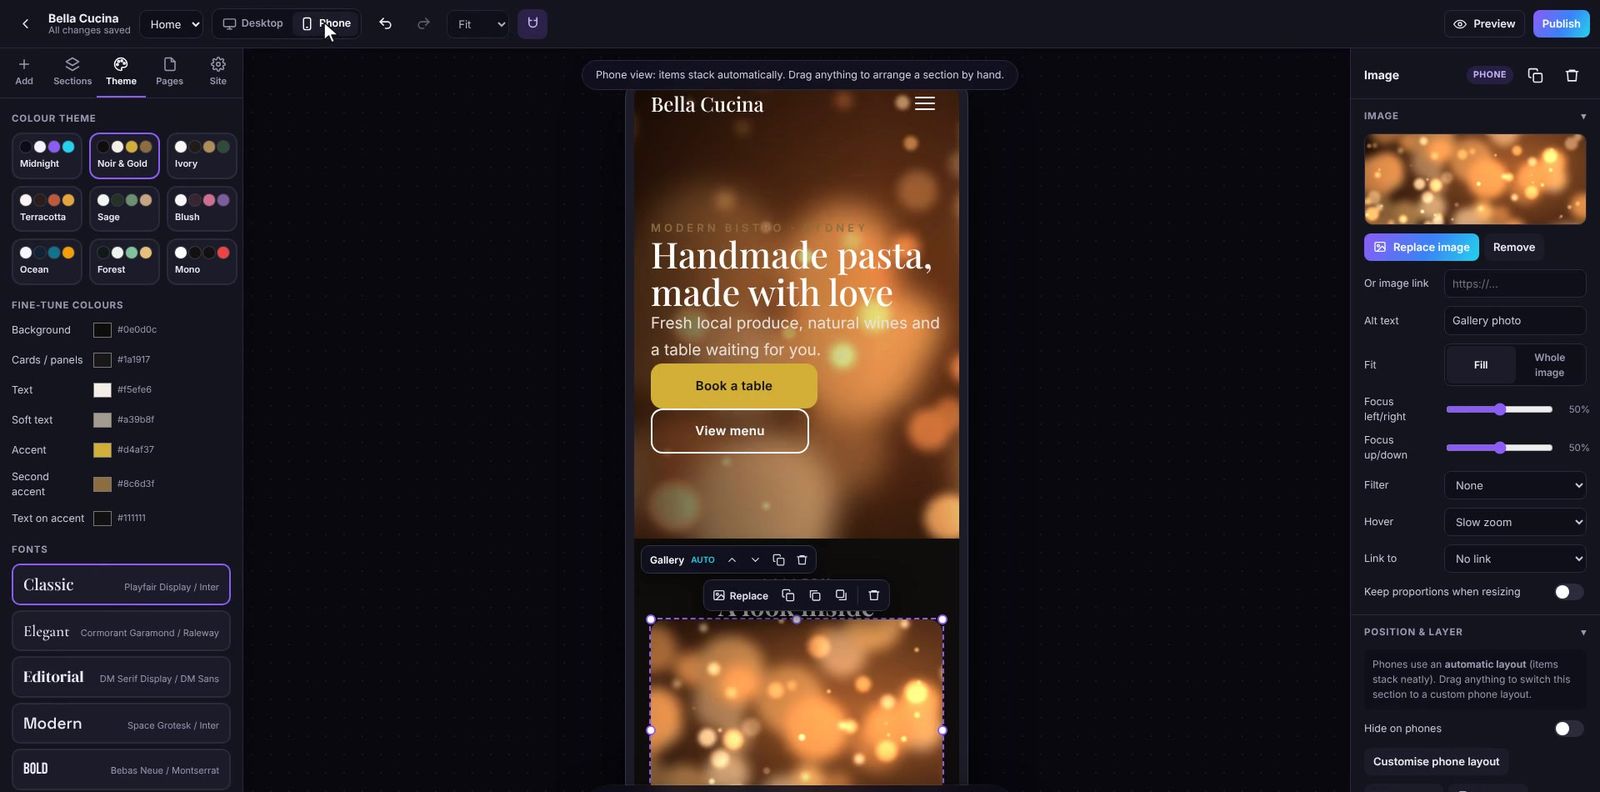 Bella Cucina
All changes saved
Home
Desktop
Phone
Fit
Preview
Publish
Add
Sections
Theme
Pages
Site
COLOUR THEME
Midnight
Noir & Gold
Ivory
Terracotta
Sage
Blush
Ocean
Forest
Mono
FINE-TUNE COLOURS
Background #0e0d0c
Cards / panels #1a1917
Text #f5efe6
Soft text #a39b8f
Accent #d4af37
Second accent #8c6d3f
Text on accent #111111
FONTS
Classic Playfair Display / Inter
Elegant Cormorant Garamond / Raleway
Editorial DM Serif Display / DM Sans
Modern Space Grotesk / Inter
BOLD Bebas Neue / Montserrat
Phone view: items stack automatically. Drag anything to arrange a section by hand.
Bella Cucina
MODERN BISTRO · SYDNEY
Handmade pasta,
made with love
Fresh local produce, natural wines and
a table waiting for you.
Book a table
View menu
Gallery AUTO
Replace
A look inside
Image
PHONE
IMAGE
Replace image
Remove
Or image link https://...
Alt text Gallery photo
Fit Fill Whole image
Focus left/right 50%
Focus up/down 50%
Filter None
Hover Slow zoom
Link to No link
Keep proportions when resizing
POSITION & LAYER
Phones use an automatic layout (items
stack neatly). Drag anything to switch this
section to a custom phone layout.
Hide on phones
Customise phone layout